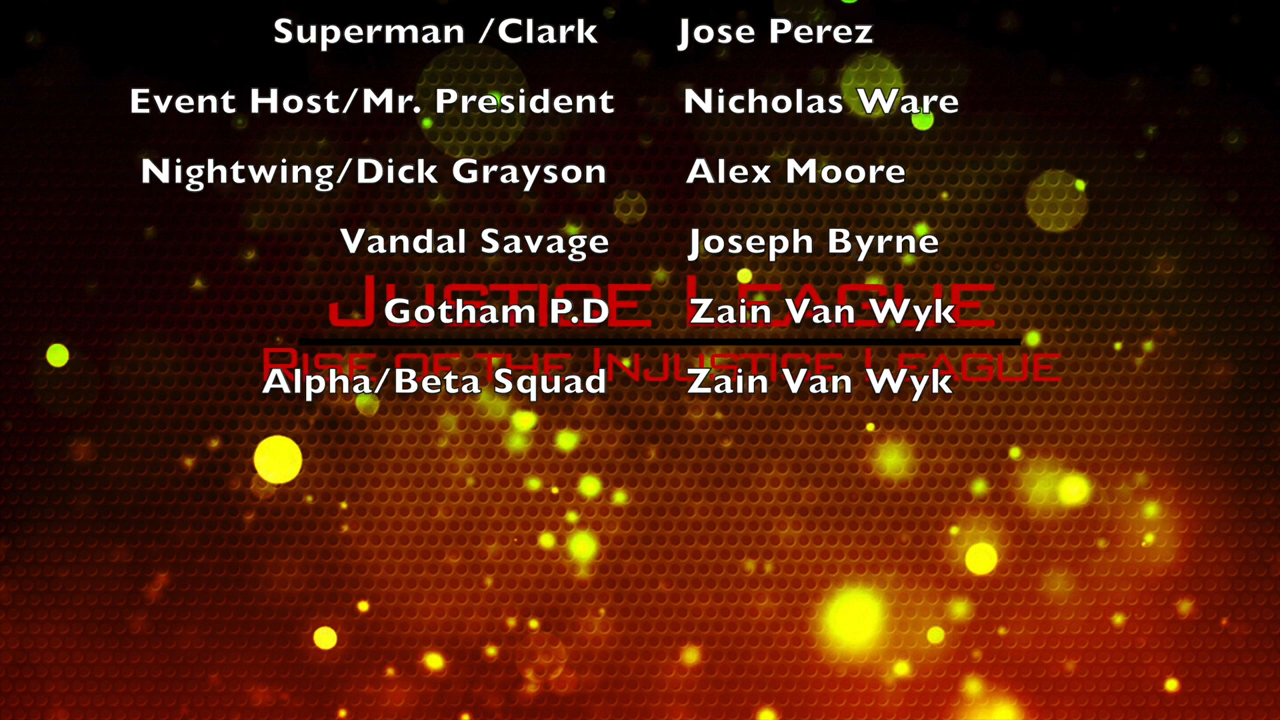 Superman /Clark Jose Perez
Event Host/Mr. President Nicholas Ware
Nightwing/Dick Grayson Alex Moore
Vandal Savage Joseph Byrne
Justice League
Gotham P.D Zain Van Wyk
Rise of the Injustice League
Alpha/Beta Squad Zain Van Wyk